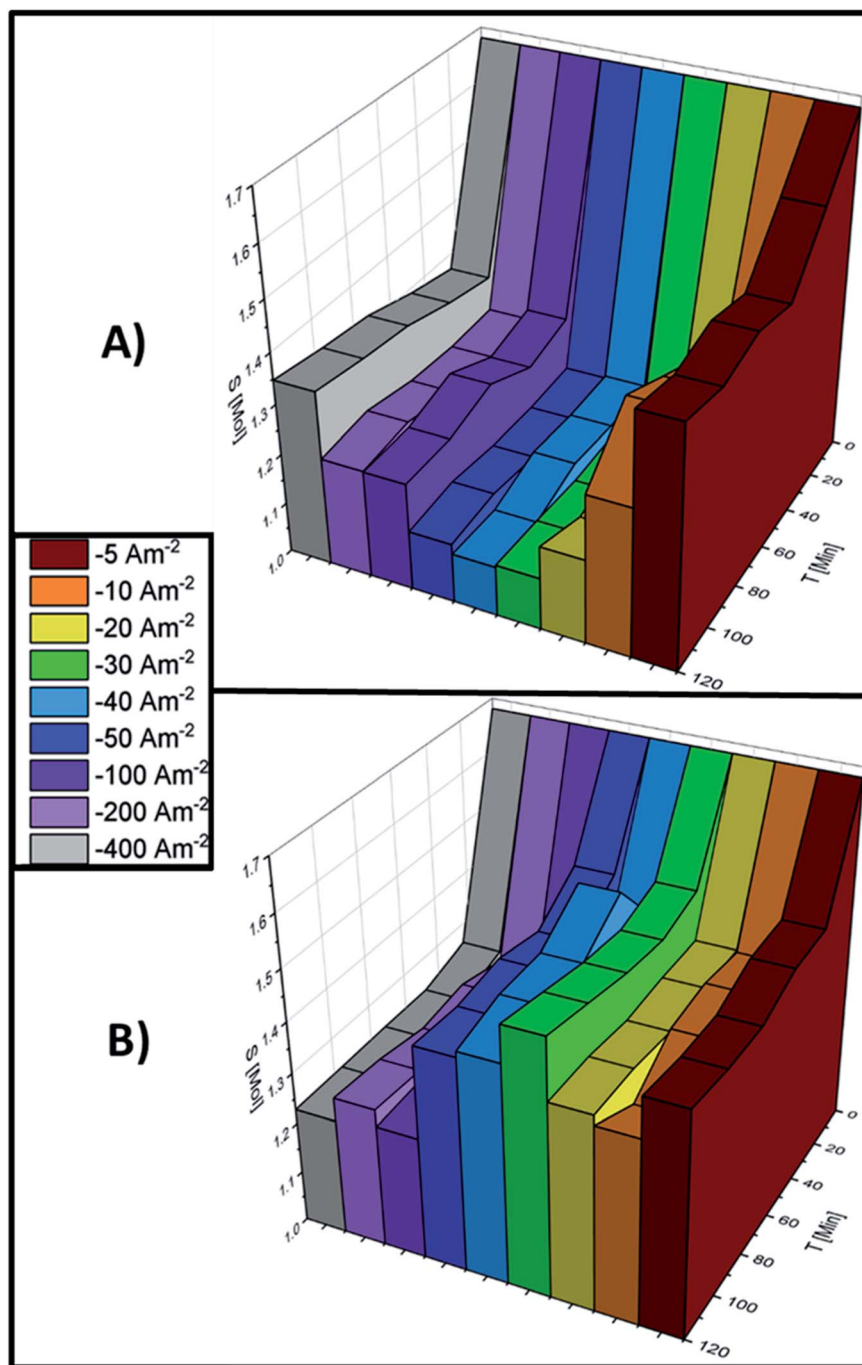 A)
1.7
1.6
1.5
1.4
1.3
1.2
1.1
1.0
S [Mol]
0
20
40
60
80
100
120
T [Min]
-5 Am⁻²
-10 Am⁻²
-20 Am⁻²
-30 Am⁻²
-40 Am⁻²
-50 Am⁻²
-100 Am⁻²
-200 Am⁻²
-400 Am⁻²
B)
1.7
1.6
1.5
1.4
1.3
1.2
1.1
1.0
S [Mol]
0
20
40
60
80
100
120
T [Min]